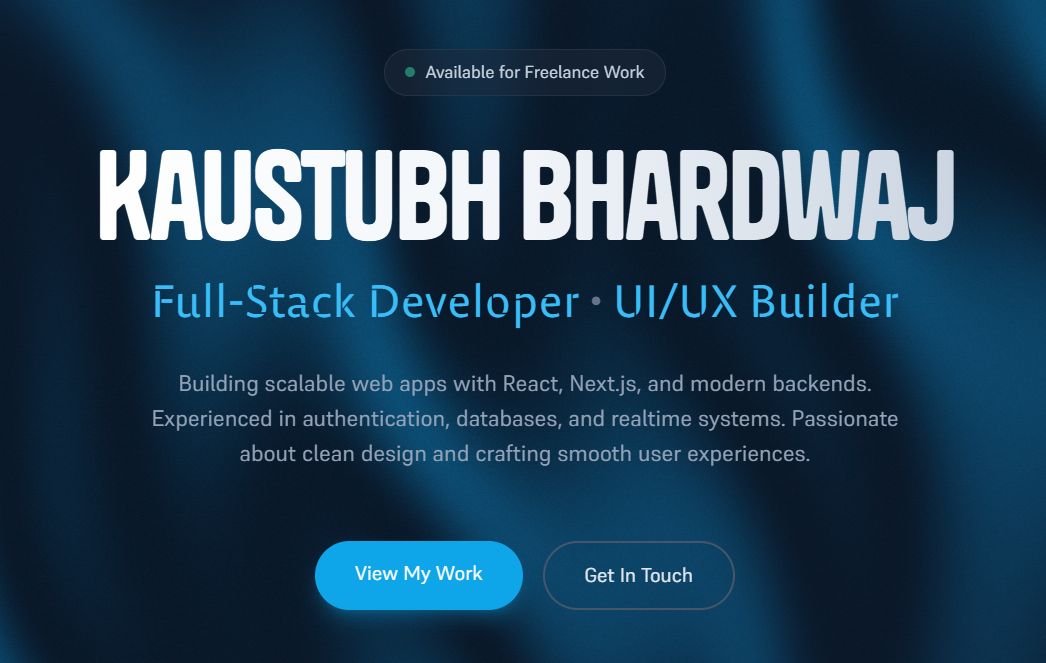 Available for Freelance Work
KAUSTUBH BHARDWAJ
Full-Stack Developer • UI/UX Builder
Building scalable web apps with React, Next.js, and modern backends.
Experienced in authentication, databases, and realtime systems. Passionate
about clean design and crafting smooth user experiences.
View My Work
Get In Touch